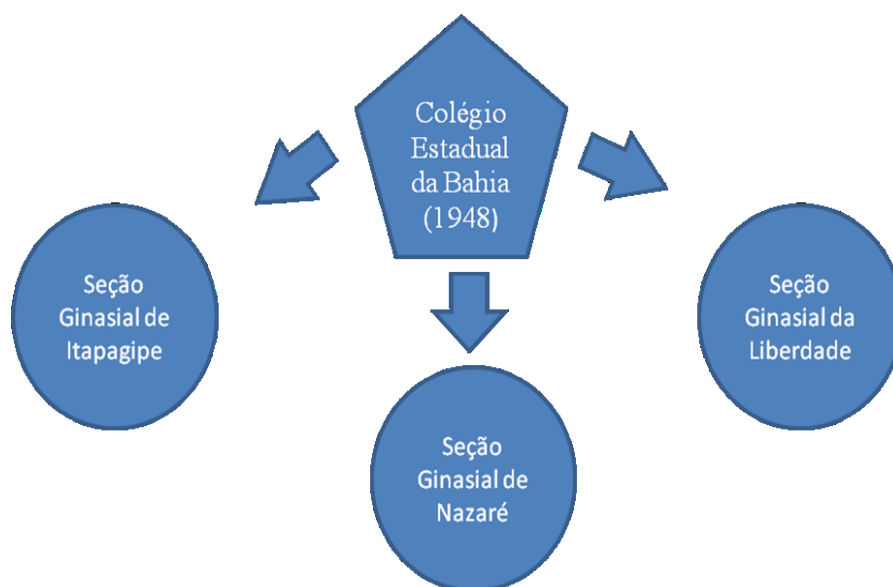 Colégio
Estadual
da Bahia
(1948)
Seção
Ginasial de
Itapagipe
Seção
Ginasial de
Nazaré
Seção
Ginasial da
Liberdade